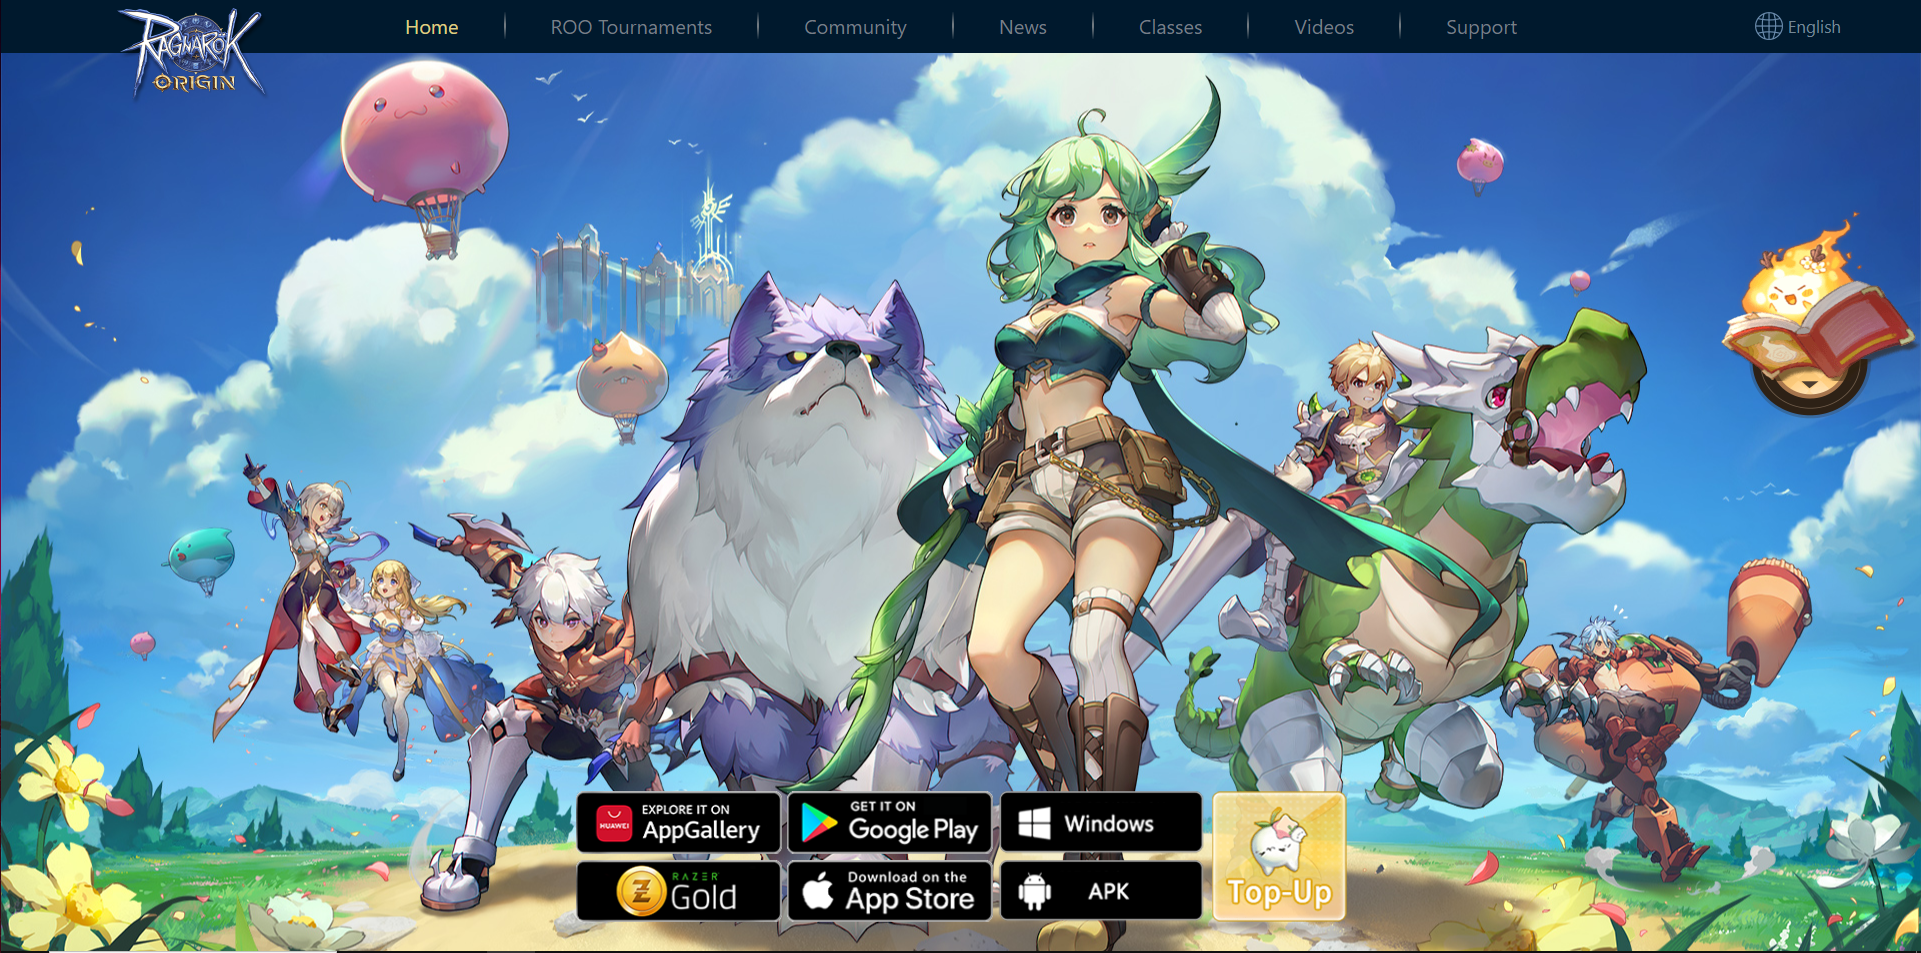 RAGNARÖK
ORIGIN
Home
ROO Tournaments
Community
News
Classes
Videos
Support
English
EXPLORE IT ON
AppGallery
HUAWEI
GET IT ON
Google Play
Windows
RAZER
Gold
Download on the
App Store
APK
Top-Up